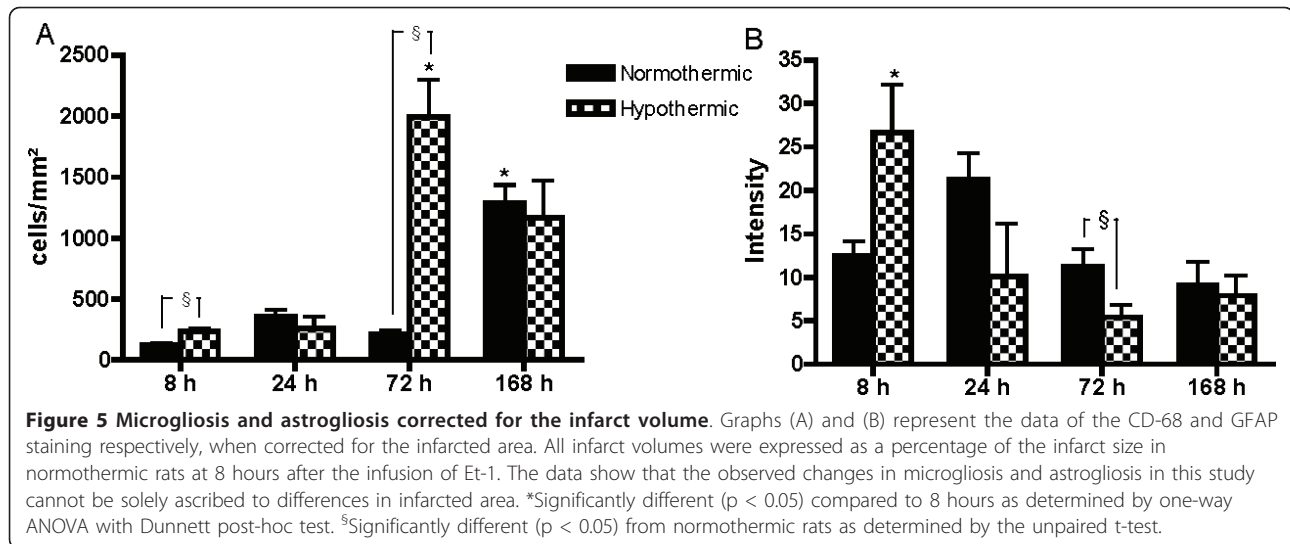 A
B
2500
2000
1500
1000
500
0
cells/mm²
§
§
*
*
8 h 24 h 72 h 168 h
Normothermic
Hypothermic
35
30
25
20
15
10
5
0
Intensity
*
§
8 h 24 h 72 h 168 h
Figure 5 Microgliosis and astrogliosis corrected for the infarct volume. Graphs (A) and (B) represent the data of the CD-68 and GFAP
staining respectively, when corrected for the infarcted area. All infarct volumes were expressed as a percentage of the infarct size in
normothermic rats at 8 hours after the infusion of Et-1. The data show that the observed changes in microgliosis and astrogliosis in this study
cannot be solely ascribed to differences in infarcted area. *Significantly different (p < 0.05) compared to 8 hours as determined by one-way
ANOVA with Dunnett post-hoc test. §Significantly different (p < 0.05) from normothermic rats as determined by the unpaired t-test.